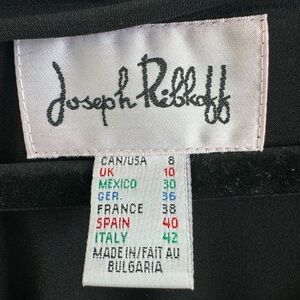 Joseph Ribkoff
CAN/USA 8
UK 10
MEXICO 30
GER. 36
FRANCE 38
SPAIN 40
ITALY 42
MADE IN/FAIT AU
BULGARIA